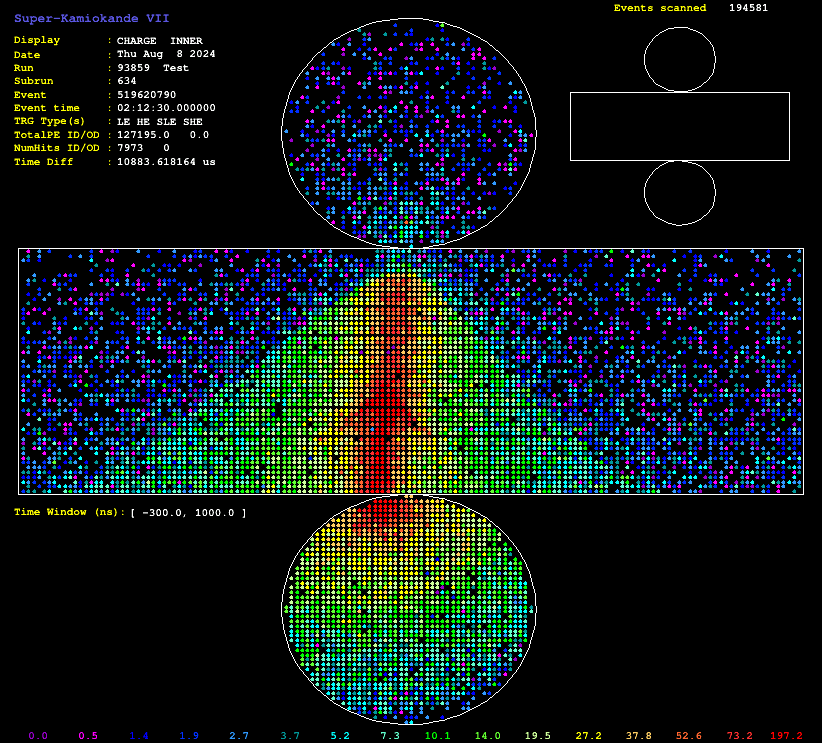 Super-Kamiokande VII
Events scanned 194581
Display : CHARGE INNER
Date : Thu Aug 8 2024
Run : 93859 Test
Subrun : 634
Event : 519620790
Event time : 02:12:30.000000
TRG Type(s) : LE HE SLE SHE
TotalPE ID/OD : 127195.0 0.0
NumHits ID/OD : 7973 0
Time Diff : 10883.618164 us
Time Window (ns): [ -300.0, 1000.0 ]
0.0 0.5 1.4 1.9 2.7 3.7 5.2 7.3 10.1 14.0 19.5 27.2 37.8 52.6 73.2 197.2